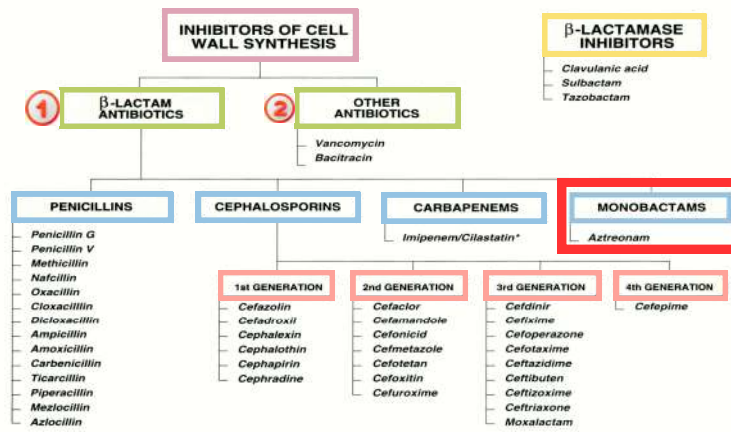 INHIBITORS OF CELL
WALL SYNTHESIS
β-LACTAMASE
INHIBITORS
Clavulanic acid
Sulbactam
Tazobactam
1
β-LACTAM
ANTIBIOTICS
2
OTHER
ANTIBIOTICS
Vancomycin
Bacitracin
PENICILLINS
CEPHALOSPORINS
CARBAPENEMS
MONOBACTAMS
Penicillin G
Penicillin V
Methicillin
Nafcillin
Oxacillin
Cloxacilllin
Dicloxacillin
Ampicillin
Amoxicillin
Carbenicillin
Ticarcillin
Piperacillin
Mezlocillin
Azlocillin
Imipenem/Cilastatin*
Aztreonam
1st GENERATION
Cefazolin
Cefadroxil
Cephalexin
Cephalothin
Cephapirin
Cephradine
2nd GENERATION
Cefaclor
Cefamandole
Cefonicid
Cefmetazole
Cefotetan
Cefoxitin
Cefuroxime
3rd GENERATION
Cefdinir
Cefixime
Cefoperazone
Cefotaxime
Ceftazidime
Ceftibuten
Ceftizoxime
Ceftriaxone
Moxalactam
4th GENERATION
Cefepime